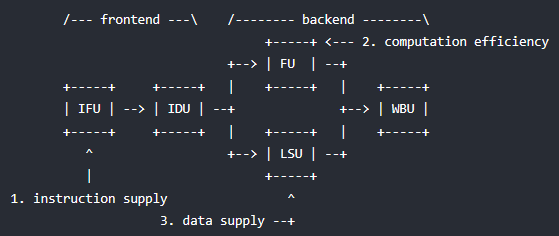 /--- frontend ---\   /-------- backend --------\
                          +-----+ <--- 2. computation efficiency
                     +--> | FU  | --+
+-----+    +-----+   |    +-----+   |    +-----+
| IFU | --> | IDU | --+              +--> | WBU |
+-----+    +-----+   |    +-----+   |    +-----+
   ^                 +--> | LSU | --+
   |                      +-----+
1. instruction supply        ^
               3. data supply --+